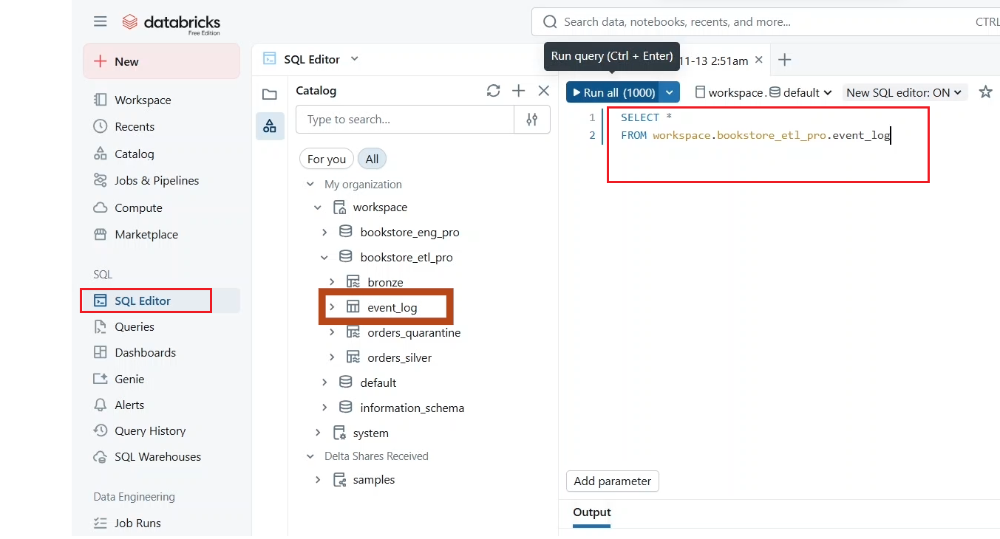 databricks
Free Edition
Search data, notebooks, recents, and more...
CTRL
New
Workspace
Recents
Catalog
Jobs & Pipelines
Compute
Marketplace
SQL
SQL Editor
Queries
Dashboards
Genie
Alerts
Query History
SQL Warehouses
Data Engineering
Job Runs
SQL Editor
Catalog
Type to search...
For you
All
My organization
workspace
bookstore_eng_pro
bookstore_etl_pro
bronze
event_log
orders_quarantine
orders_silver
default
information_schema
system
Delta Shares Received
samples
Run query (Ctrl + Enter)
11-13 2:51am
Run all (1000)
workspace. default
New SQL editor: ON
1 SELECT *
2 FROM workspace.bookstore_etl_pro.event_log
Add parameter
Output